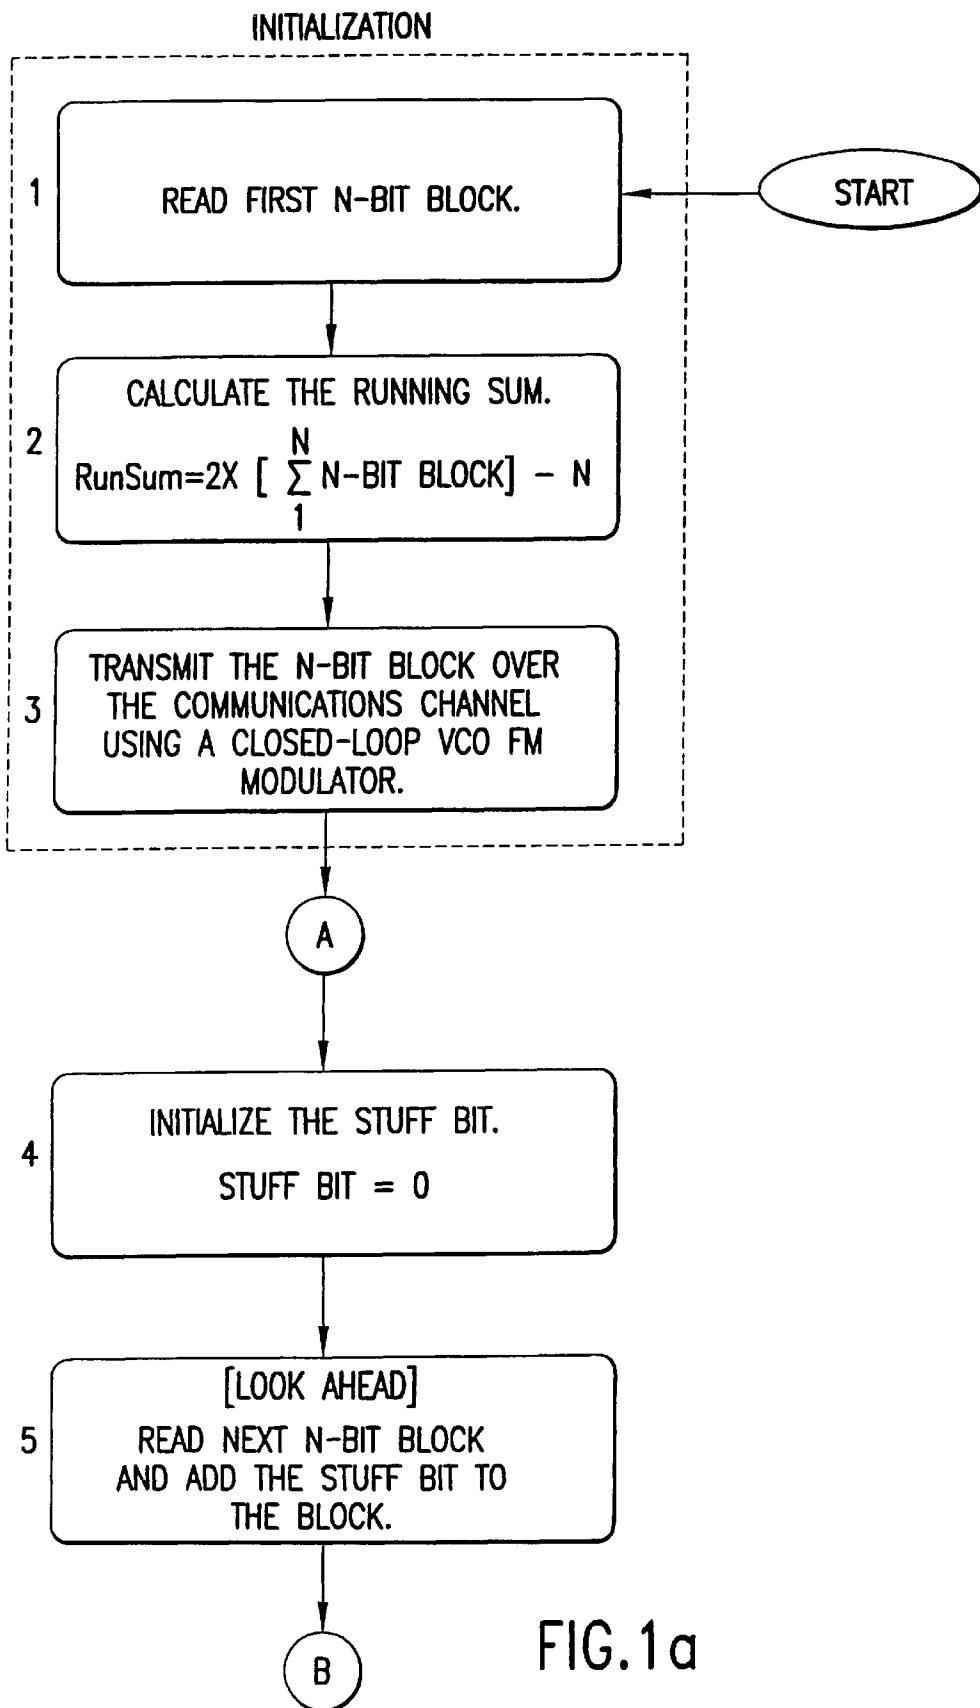 INITIALIZATION
START
1
READ FIRST N-BIT BLOCK.
2
CALCULATE THE RUNNING SUM.
RunSum=2X [ N∑1 N-BIT BLOCK] - N
3
TRANSMIT THE N-BIT BLOCK OVER
THE COMMUNICATIONS CHANNEL
USING A CLOSED-LOOP VCO FM
MODULATOR.
A
4
INITIALIZE THE STUFF BIT.
STUFF BIT = 0
5
[LOOK AHEAD]
READ NEXT N-BIT BLOCK
AND ADD THE STUFF BIT TO
THE BLOCK.
B
FIG.1a